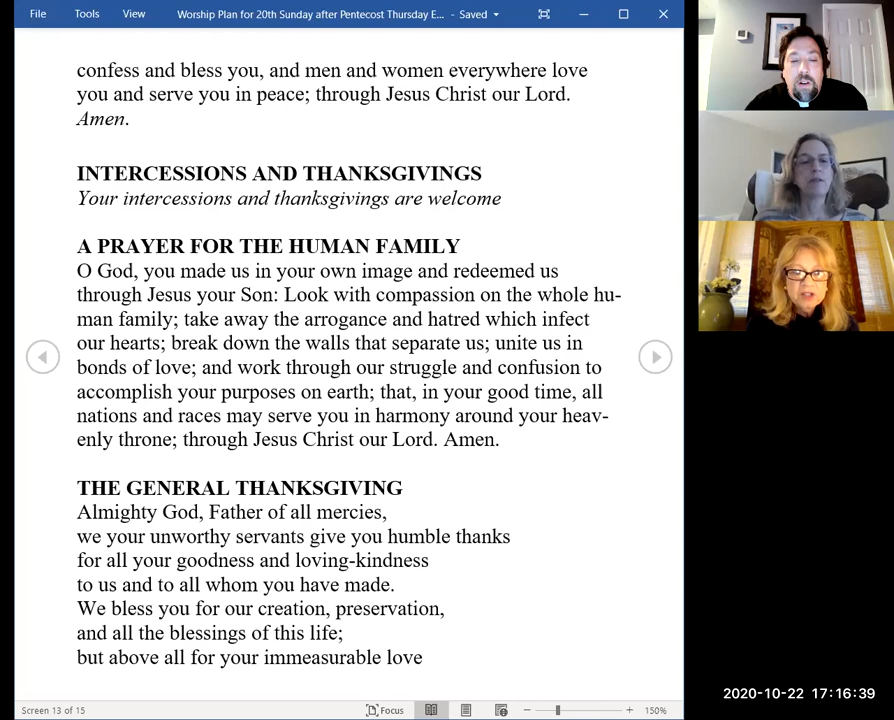 File Tools View Worship Plan for 20th Sunday after Pentecost Thursday E... - Saved
confess and bless you, and men and women everywhere love
you and serve you in peace; through Jesus Christ our Lord.
Amen.
INTERCESSIONS AND THANKSGIVINGS
Your intercessions and thanksgivings are welcome
A PRAYER FOR THE HUMAN FAMILY
O God, you made us in your own image and redeemed us
through Jesus your Son: Look with compassion on the whole hu-
man family; take away the arrogance and hatred which infect
our hearts; break down the walls that separate us; unite us in
bonds of love; and work through our struggle and confusion to
accomplish your purposes on earth; that, in your good time, all
nations and races may serve you in harmony around your heav-
enly throne; through Jesus Christ our Lord. Amen.
THE GENERAL THANKSGIVING
Almighty God, Father of all mercies,
we your unworthy servants give you humble thanks
for all your goodness and loving-kindness
to us and to all whom you have made.
We bless you for our creation, preservation,
and all the blessings of this life;
but above all for your immeasurable love
Screen 13 of 15 Focus 150%
2020-10-22 17:16:39